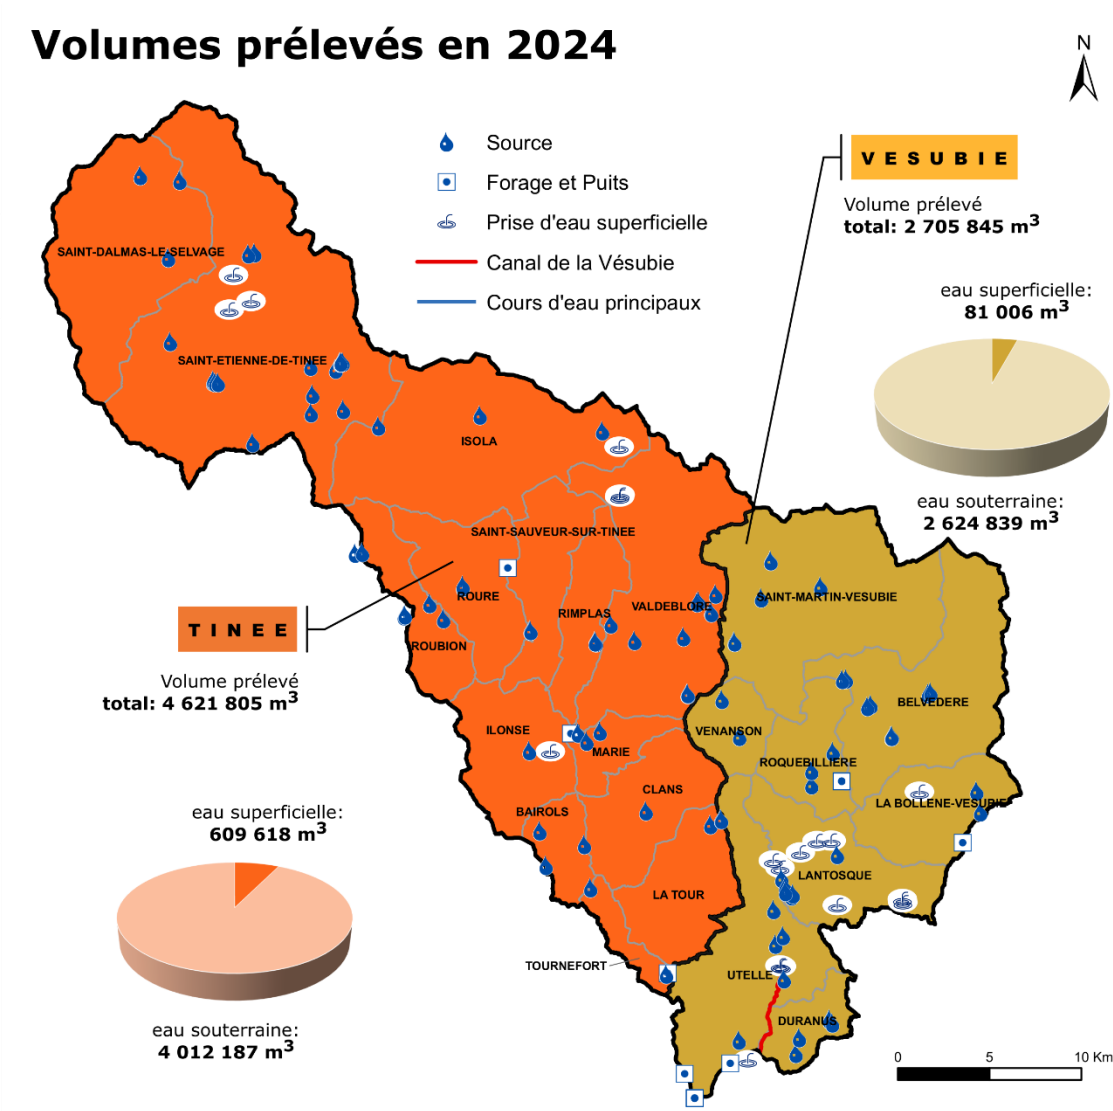 Volumes prélevés en 2024
N
Source
Forage et Puits
Prise d'eau superficielle
Canal de la Vésubie
Cours d'eau principaux
VESUBIE
Volume prélevé
total: 2 705 845 m3
eau superficielle:
81 006 m3
eau souterraine:
2 624 839 m3
SAINT-DALMAS-LE-SELVAGE
SAINT-ETIENNE-DE-TINEE
ISOLA
SAINT-SAUVEUR-SUR-TINEE
ROURE
RIMPLAS
VALDEBLORE
SAINT-MARTIN-VESUBIE
ROUBION
TINEE
Volume prélevé
total: 4 621 805 m3
ILONSE
MARIE
VENANSON
BELVEDERE
ROQUEBILLIERE
CLANS
LA BOLLENE-VESUBIE
BAIROLS
eau superficielle:
609 618 m3
LANTOSQUE
LA TOUR
TOURNEFORT
UTELLE
DURANUS
eau souterraine:
4 012 187 m3
0 5 10 Km